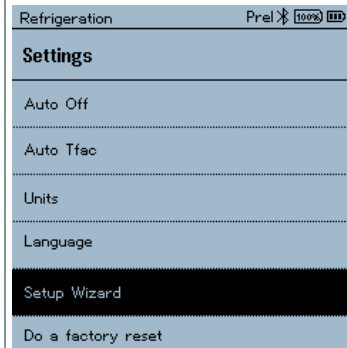 Refrigeration Prel 100%
Settings
Auto Off
Auto Tfac
Units
Language
Setup Wizard
Do a factory reset